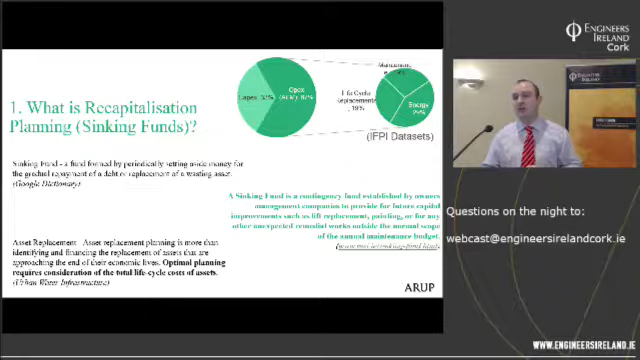 1. What is Recapitalisation
Planning (Sinking Funds)?
Sinking Fund - a fund formed by periodically setting aside money for
the gradual repayment of a debt or replacement of a wasting asset.
(Google Dictionary)
Asset Replacement - Asset replacement planning is more than
identifying and financing the replacement of assets that are
approaching the end of their economic lives. Optimal planning
requires consideration of the total life-cycle costs of assets.
(Urban Water Infrastructure)
Opex
Life Cycle
Replacements
, 19%
Energy
(IFPI Datasets)
A Sinking Fund is a contingency fund established by owners
management companies to provide for future capital
improvements such as lift replacement, painting, or for any
other unexpected remedial works outside the normal scope
of the annual maintenance budget.
ARUP
ENGINEERS
IRELAND
Cork
Questions on the night to:
webcast@engineersirelandcork.ie
WWW.ENGINEERSIRELAND.IE